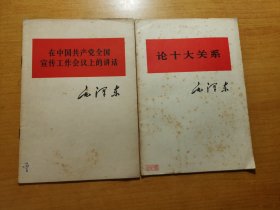 在中国共产党全国
宣传工作会议上的讲话
毛泽东
论十大关系
毛泽东